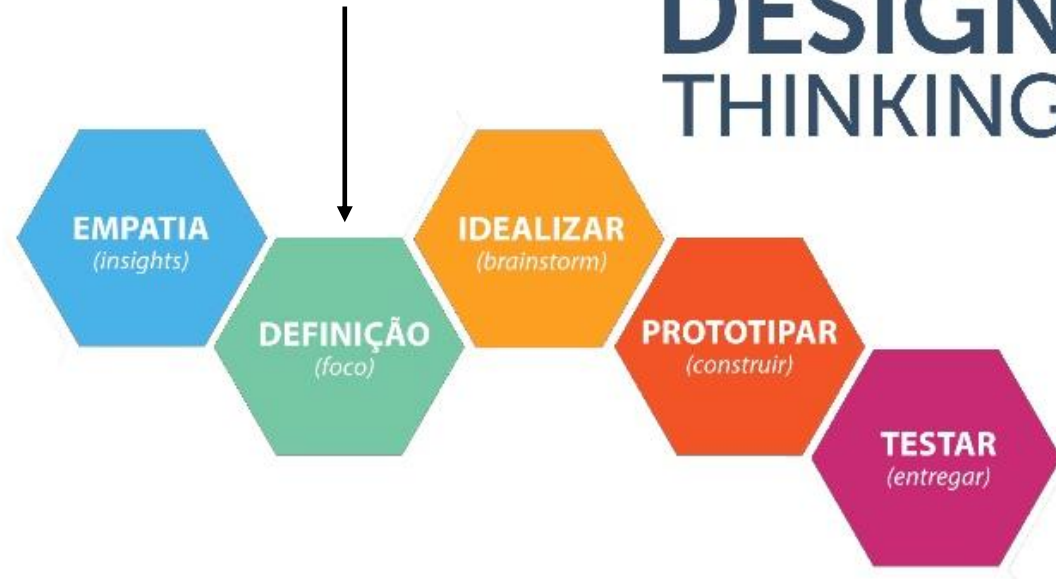 DESIGN
THINKING
EMPATIA
(insights)
DEFINIÇÃO
(foco)
IDEALIZAR
(brainstorm)
PROTOTIPAR
(construir)
TESTAR
(entregar)